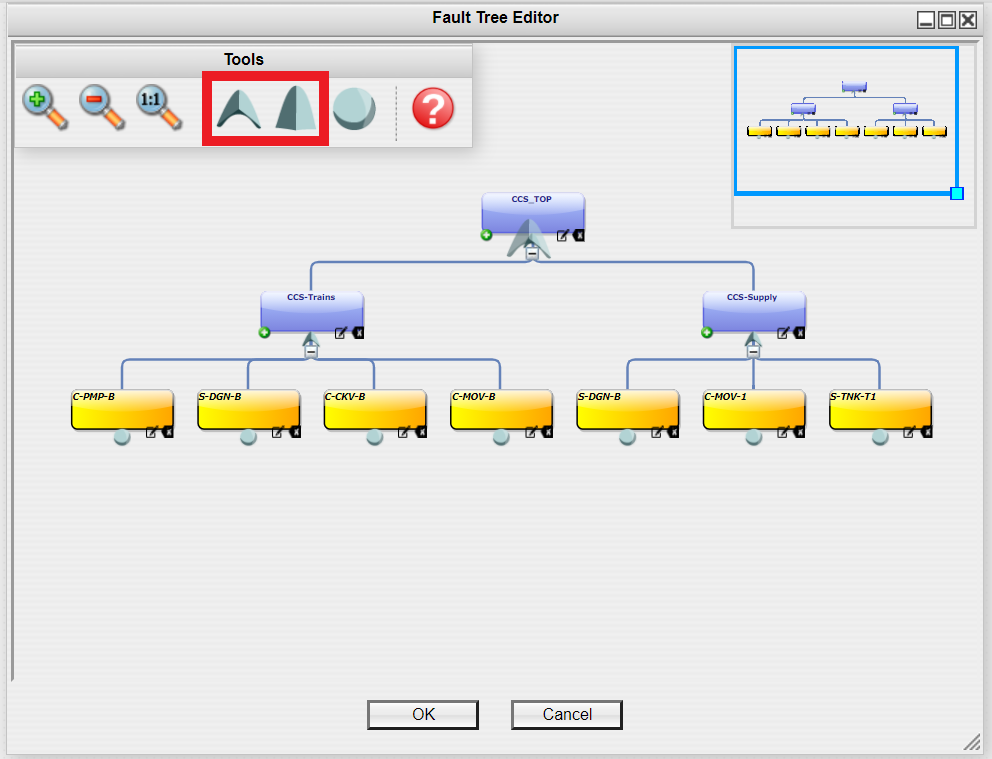 Fault Tree Editor
Tools
1:1
?
CCS_TOP
CCS-Trains
CCS-Supply
C-PMP-B
S-DGN-B
C-CKV-B
C-MOV-B
S-DGN-B
C-MOV-1
S-TNK-T1
OK
Cancel